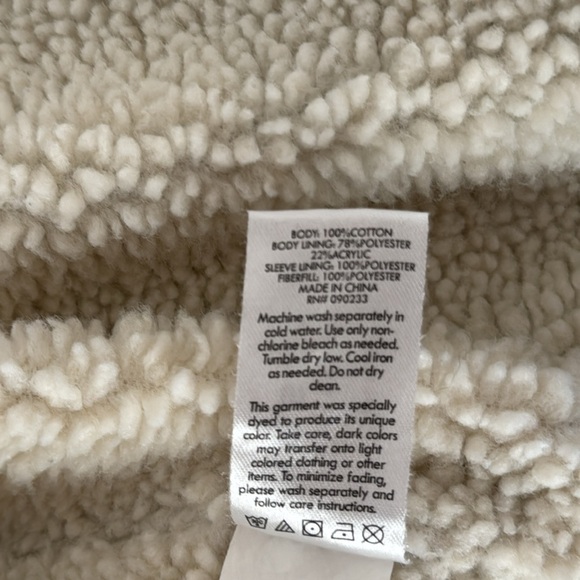 BODY: 100%COTTON
BODY LINING: 78%POLYESTER
22%ACRYLIC
SLEEVE LINING: 100%POLYESTER
FIBERFILL: 100%POLYESTER
MADE IN CHINA
RN# 090233
Machine wash separately in
cold water. Use only non-
chlorine bleach as needed.
Tumble dry low. Cool iron
as needed. Do not dry
clean.
This garment was specially
dyed to produce its unique
color. Take care, dark colors
may transfer onto light
colored clothing or other
items. To minimize fading,
please wash separately and
follow care instructions.